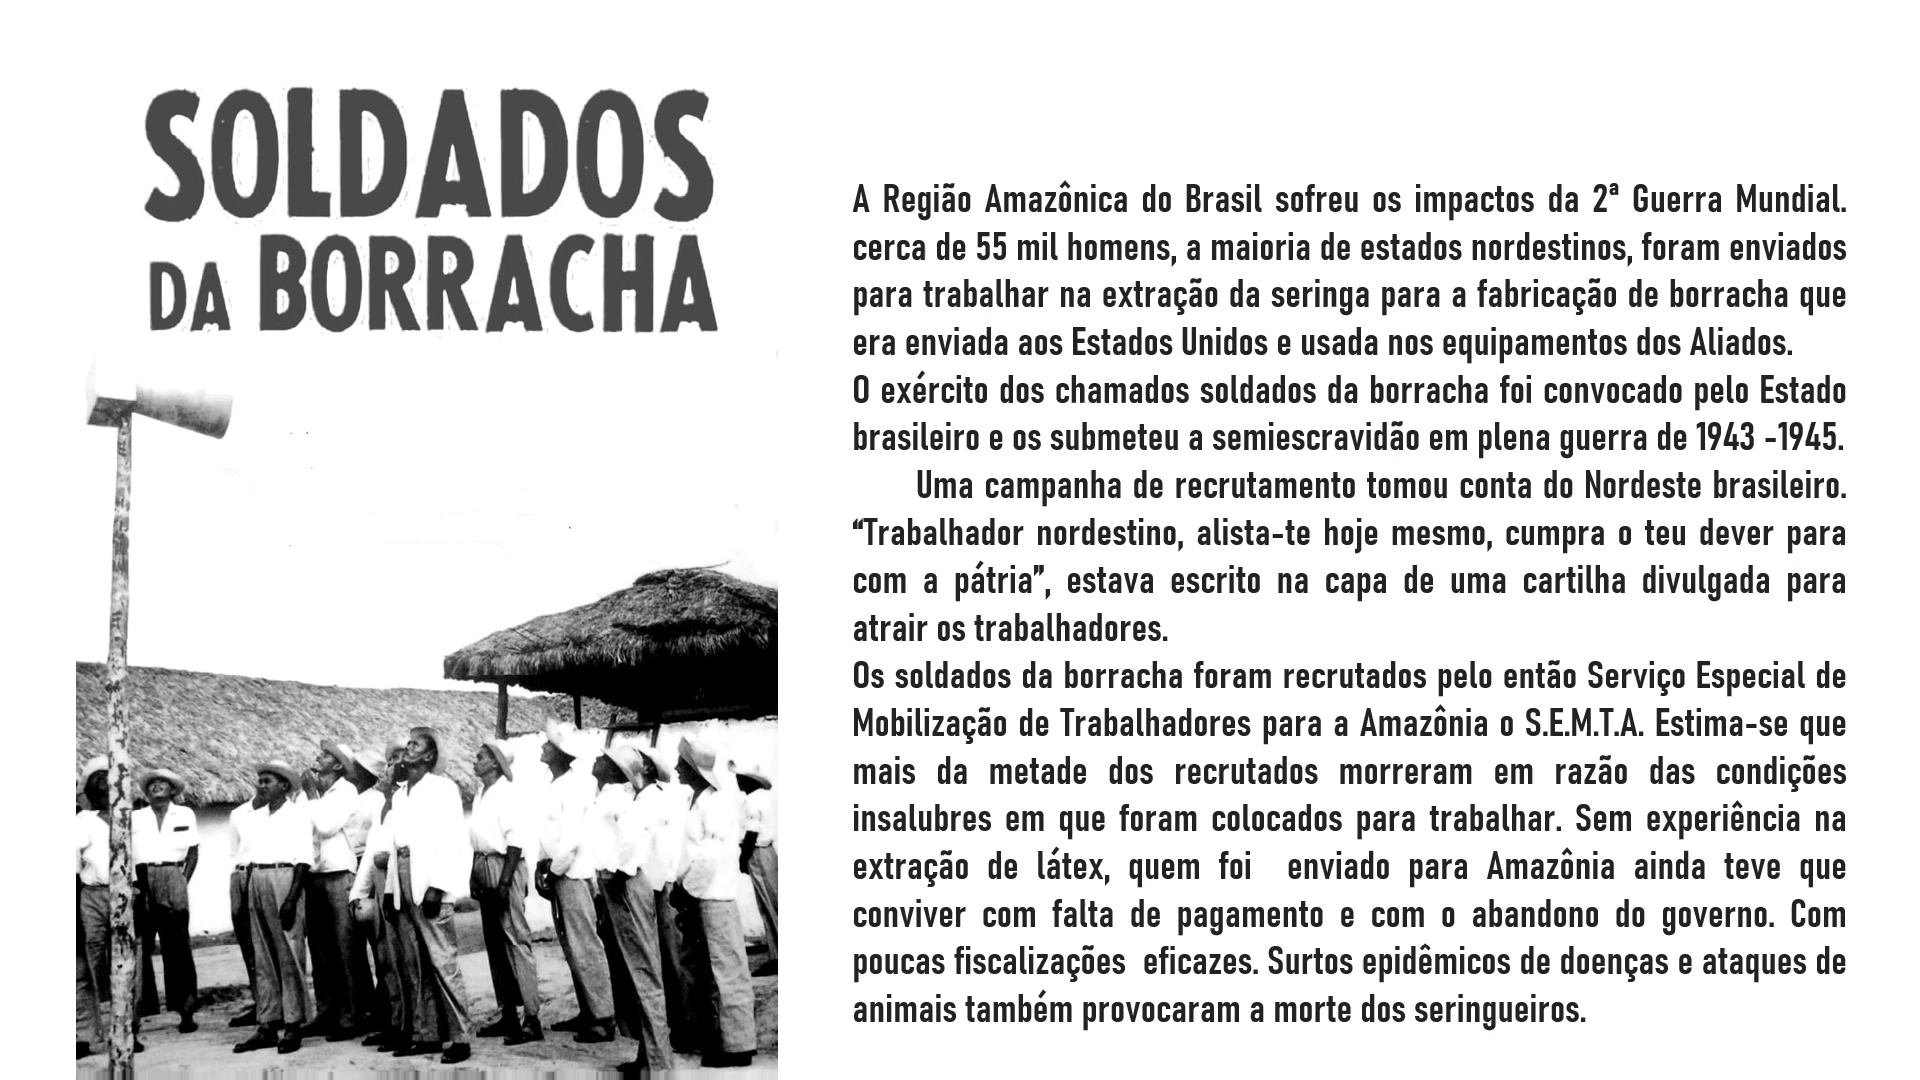 SOLDADOS
DA BORRACHA
A Região Amazônica do Brasil sofreu os impactos da 2ª Guerra Mundial.
cerca de 55 mil homens, a maioria de estados nordestinos, foram enviados
para trabalhar na extração da seringa para a fabricação de borracha que
era enviada aos Estados Unidos e usada nos equipamentos dos Aliados.
O exército dos chamados soldados da borracha foi convocado pelo Estado
brasileiro e os submeteu a semiescravidão em plena guerra de 1943 -1945.
Uma campanha de recrutamento tomou conta do Nordeste brasileiro.
“Trabalhador nordestino, alista-te hoje mesmo, cumpra o teu dever para
com a pátria”, estava escrito na capa de uma cartilha divulgada para
atrair os trabalhadores.
Os soldados da borracha foram recrutados pelo então Serviço Especial de
Mobilização de Trabalhadores para a Amazônia o S.E.M.T.A. Estima-se que
mais da metade dos recrutados morreram em razão das condições
insalubres em que foram colocados para trabalhar. Sem experiência na
extração de látex, quem foi  enviado para Amazônia ainda teve que
conviver com falta de pagamento e com o abandono do governo. Com
poucas fiscalizações  eficazes. Surtos epidêmicos de doenças e ataques de
animais também provocaram a morte dos seringueiros.